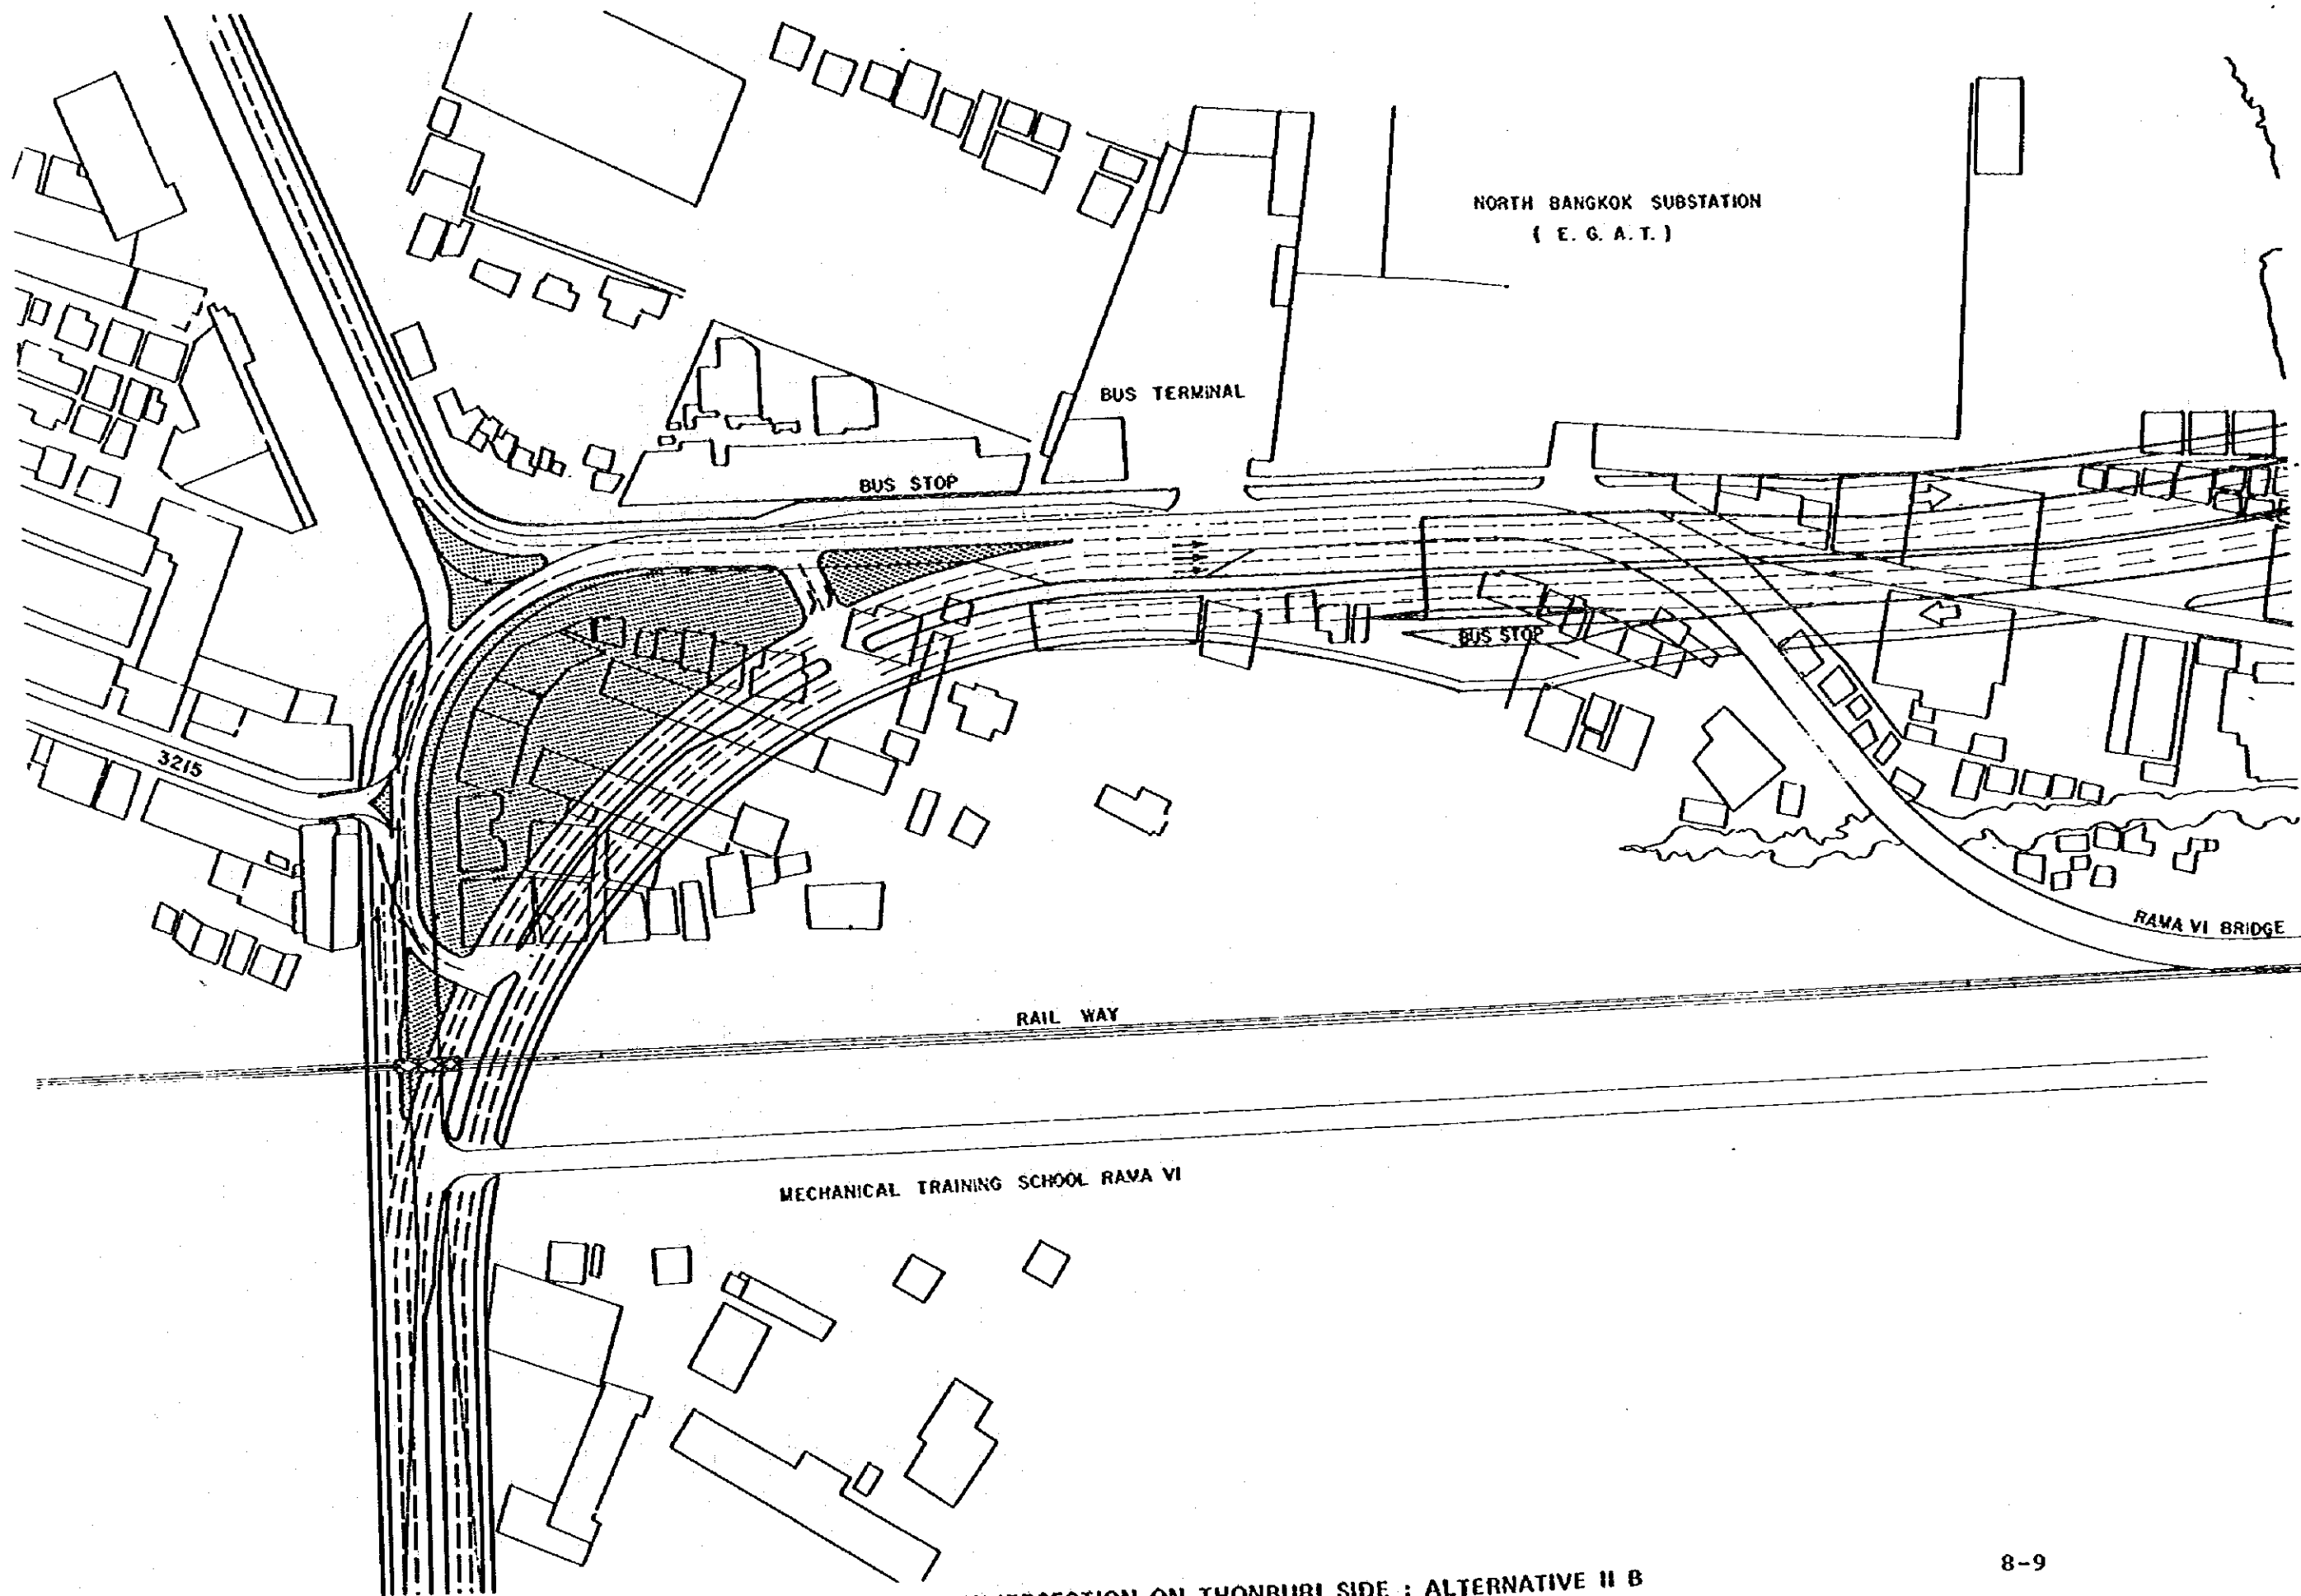 NORTH BANGKOK SUBSTATION
( E. G. A. T. )
BUS TERMINAL
BUS STOP
BUS STOP
3215
RAMA VI BRIDGE
RAIL WAY
MECHANICAL TRAINING SCHOOL RAMA VI
ON THONBURI SIDE : ALTERNATIVE II B
8-9